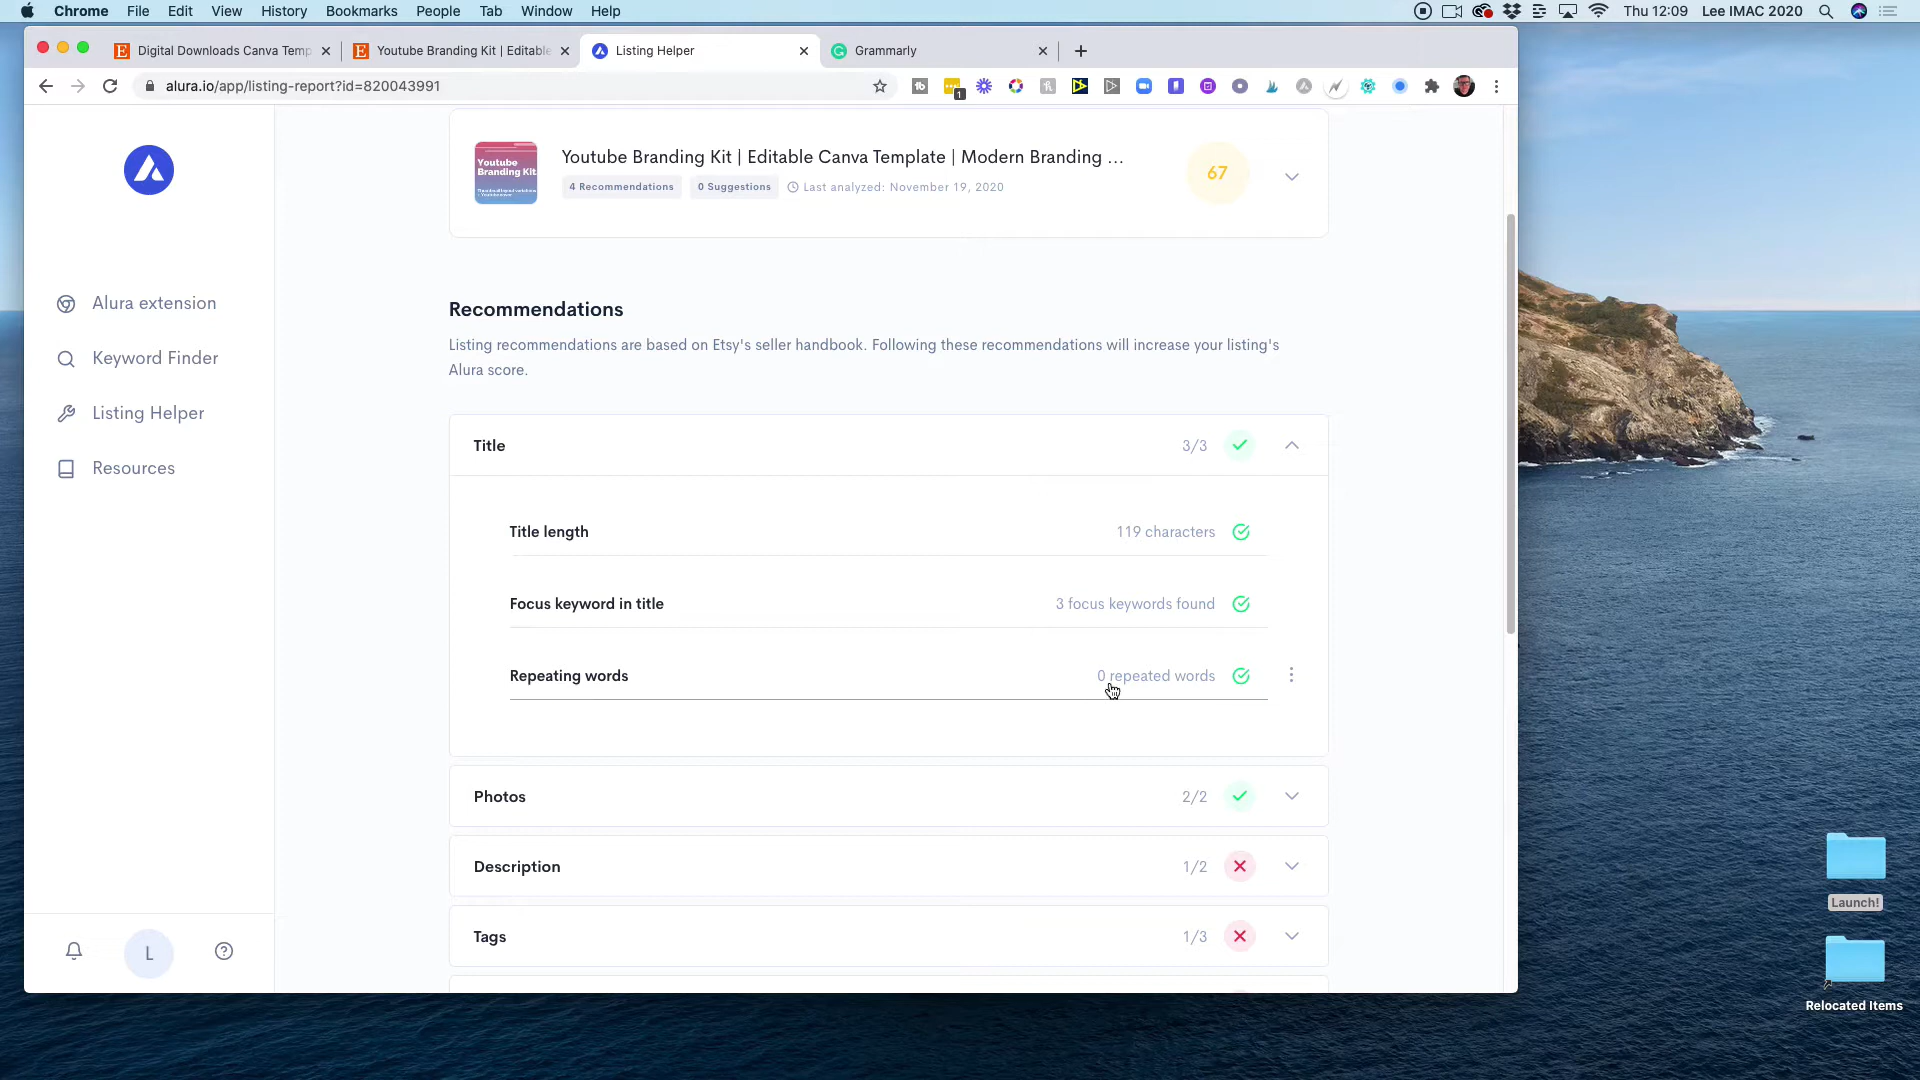 Chrome File Edit View History Bookmarks People Tab Window Help Thu 12:09 Lee IMAC 2020
Digital Downloads Canva Temp Youtube Branding Kit | Editable Listing Helper Grammarly
alura.io/app/listing-report?id=820043991
1
Youtube
Branding Kit
Youtube Branding Kit | Editable Canva Template | Modern Branding ...
4 Recommendations 0 Suggestions Last analyzed: November 19, 2020
67
Alura extension
Keyword Finder
Listing Helper
Resources
Recommendations
Listing recommendations are based on Etsy's seller handbook. Following these recommendations will increase your listing's
Alura score.
Title 3/3
Title length 119 characters
Focus keyword in title 3 focus keywords found
Repeating words 0 repeated words
Photos 2/2
Description 1/2
Tags 1/3
L
Launch!
Relocated Items